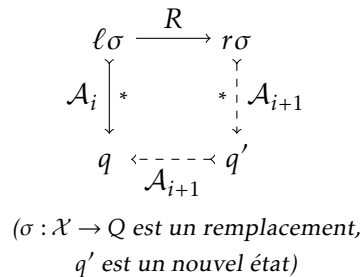 ℓσ R rσ
𝒜ᵢ * * 𝒜ᵢ₊₁
q q'
𝒜ᵢ₊₁
(σ : 𝒳 → Q est un remplacement,
q' est un nouvel état)